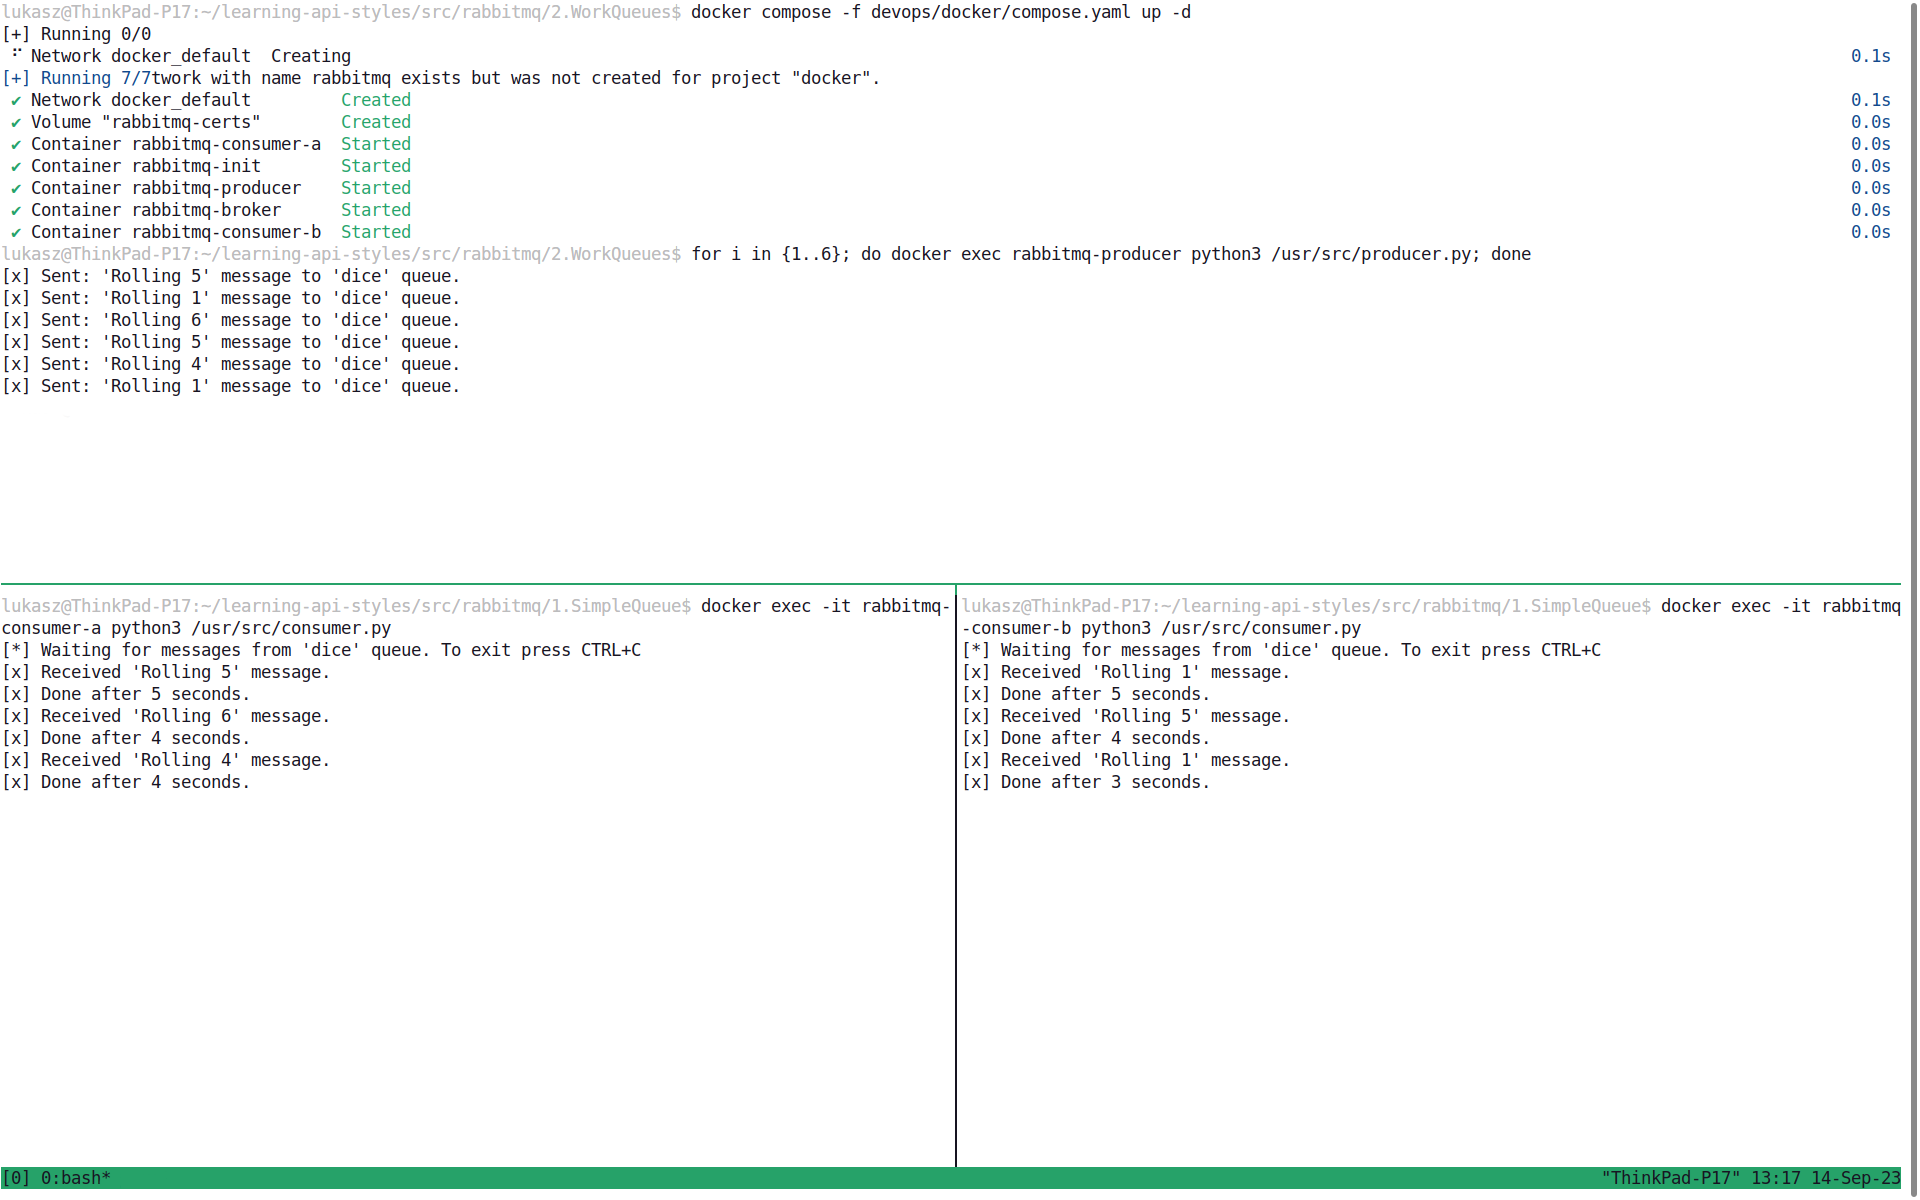 lukasz@ThinkPad-P17:~/learning-api-styles/src/rabbitmq/2.WorkQueues$ docker compose -f devops/docker/compose.yaml up -d
[+] Running 0/0
⠋ Network docker_default  Creating 0.1s
[+] Running 7/7twork with name rabbitmq exists but was not created for project "docker".
✔ Network docker_default Created 0.1s
✔ Volume "rabbitmq-certs" Created 0.0s
✔ Container rabbitmq-consumer-a Started 0.0s
✔ Container rabbitmq-init Started 0.0s
✔ Container rabbitmq-producer Started 0.0s
✔ Container rabbitmq-broker Started 0.0s
✔ Container rabbitmq-consumer-b Started 0.0s
lukasz@ThinkPad-P17:~/learning-api-styles/src/rabbitmq/2.WorkQueues$ for i in {1..6}; do docker exec rabbitmq-producer python3 /usr/src/producer.py; done
[x] Sent: 'Rolling 5' message to 'dice' queue.
[x] Sent: 'Rolling 1' message to 'dice' queue.
[x] Sent: 'Rolling 6' message to 'dice' queue.
[x] Sent: 'Rolling 5' message to 'dice' queue.
[x] Sent: 'Rolling 4' message to 'dice' queue.
[x] Sent: 'Rolling 1' message to 'dice' queue.
lukasz@ThinkPad-P17:~/learning-api-styles/src/rabbitmq/1.SimpleQueue$ docker exec -it rabbitmq-
consumer-a python3 /usr/src/consumer.py
[*] Waiting for messages from 'dice' queue. To exit press CTRL+C
[x] Received 'Rolling 5' message.
[x] Done after 5 seconds.
[x] Received 'Rolling 6' message.
[x] Done after 4 seconds.
[x] Received 'Rolling 4' message.
[x] Done after 4 seconds.
lukasz@ThinkPad-P17:~/learning-api-styles/src/rabbitmq/1.SimpleQueue$ docker exec -it rabbitmq
-consumer-b python3 /usr/src/consumer.py
[*] Waiting for messages from 'dice' queue. To exit press CTRL+C
[x] Received 'Rolling 1' message.
[x] Done after 5 seconds.
[x] Received 'Rolling 5' message.
[x] Done after 4 seconds.
[x] Received 'Rolling 1' message.
[x] Done after 3 seconds.
[0] 0:bash* "ThinkPad-P17" 13:17 14-Sep-23